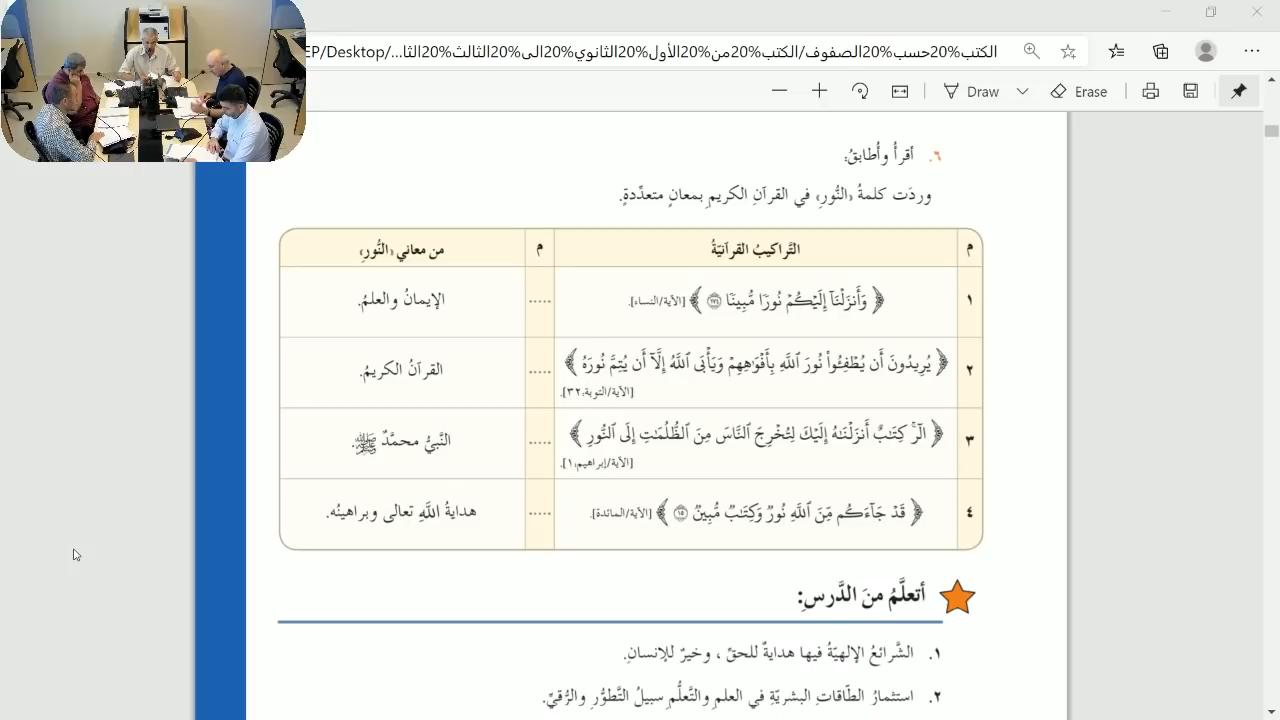 EP/Desktop/الكتب%20حسب%20الصفوف/الكتب%20من%20الأول%20الثانوي%20الى%20الثالث%20الثا...
Draw
Erase
٦. أقرأُ وأُطابقُ:
وردَت كلمةُ «النُّورِ» في القرآنِ الكريمِ بمعانٍ متعدِّدةٍ.
م التَّراكيبُ القرآنيّةُ م من معاني «النُّورِ»
١ ﴿ وَأَنزَلْنَآ إِلَيْكُمْ نُورًا مُّبِينًا ١٧٤ ﴾ [الآية/النساء]. ..... الإيمانُ والعلمُ.
٢ ﴿ يُرِيدُونَ أَن يُطْفِـُٔوا۟ نُورَ ٱللَّهِ بِأَفْوَٰهِهِمْ وَيَأْبَى ٱللَّهُ إِلَّآ أَن يُتِمَّ نُورَهُۥ ﴾ ..... القرآنُ الكريمُ.
[الآية/التوبة:٣٢].
٣ ﴿ الٓر ۚ كِتَٰبٌ أَنزَلْنَٰهُ إِلَيْكَ لِتُخْرِجَ ٱلنَّاسَ مِنَ ٱلظُّلُمَٰتِ إِلَى ٱلنُّورِ ﴾ ..... النَّبيُّ محمَّدٌ ﷺ.
[الآية/إبراهيم:١].
٤ ﴿ قَدْ جَآءَكُم مِّنَ ٱللَّهِ نُورٌ وَكِتَٰبٌ مُّبِينٌ ١٥ ﴾ [الآية/المائدة]. ..... هدايةُ اللَّهِ تعالى وبراهينُه.
أتعلَّمُ منَ الدَّرسِ:
١. الشَّرائعُ الإلهيّةُ فيها هدايةٌ للحقِّ ، وخيرٌ للإنسانِ.
٢. استثمارُ الطّاقاتِ البشريّةِ في العلمِ والتَّعلُّمِ سبيلُ التَّطوُّرِ والرُّقيِّ.